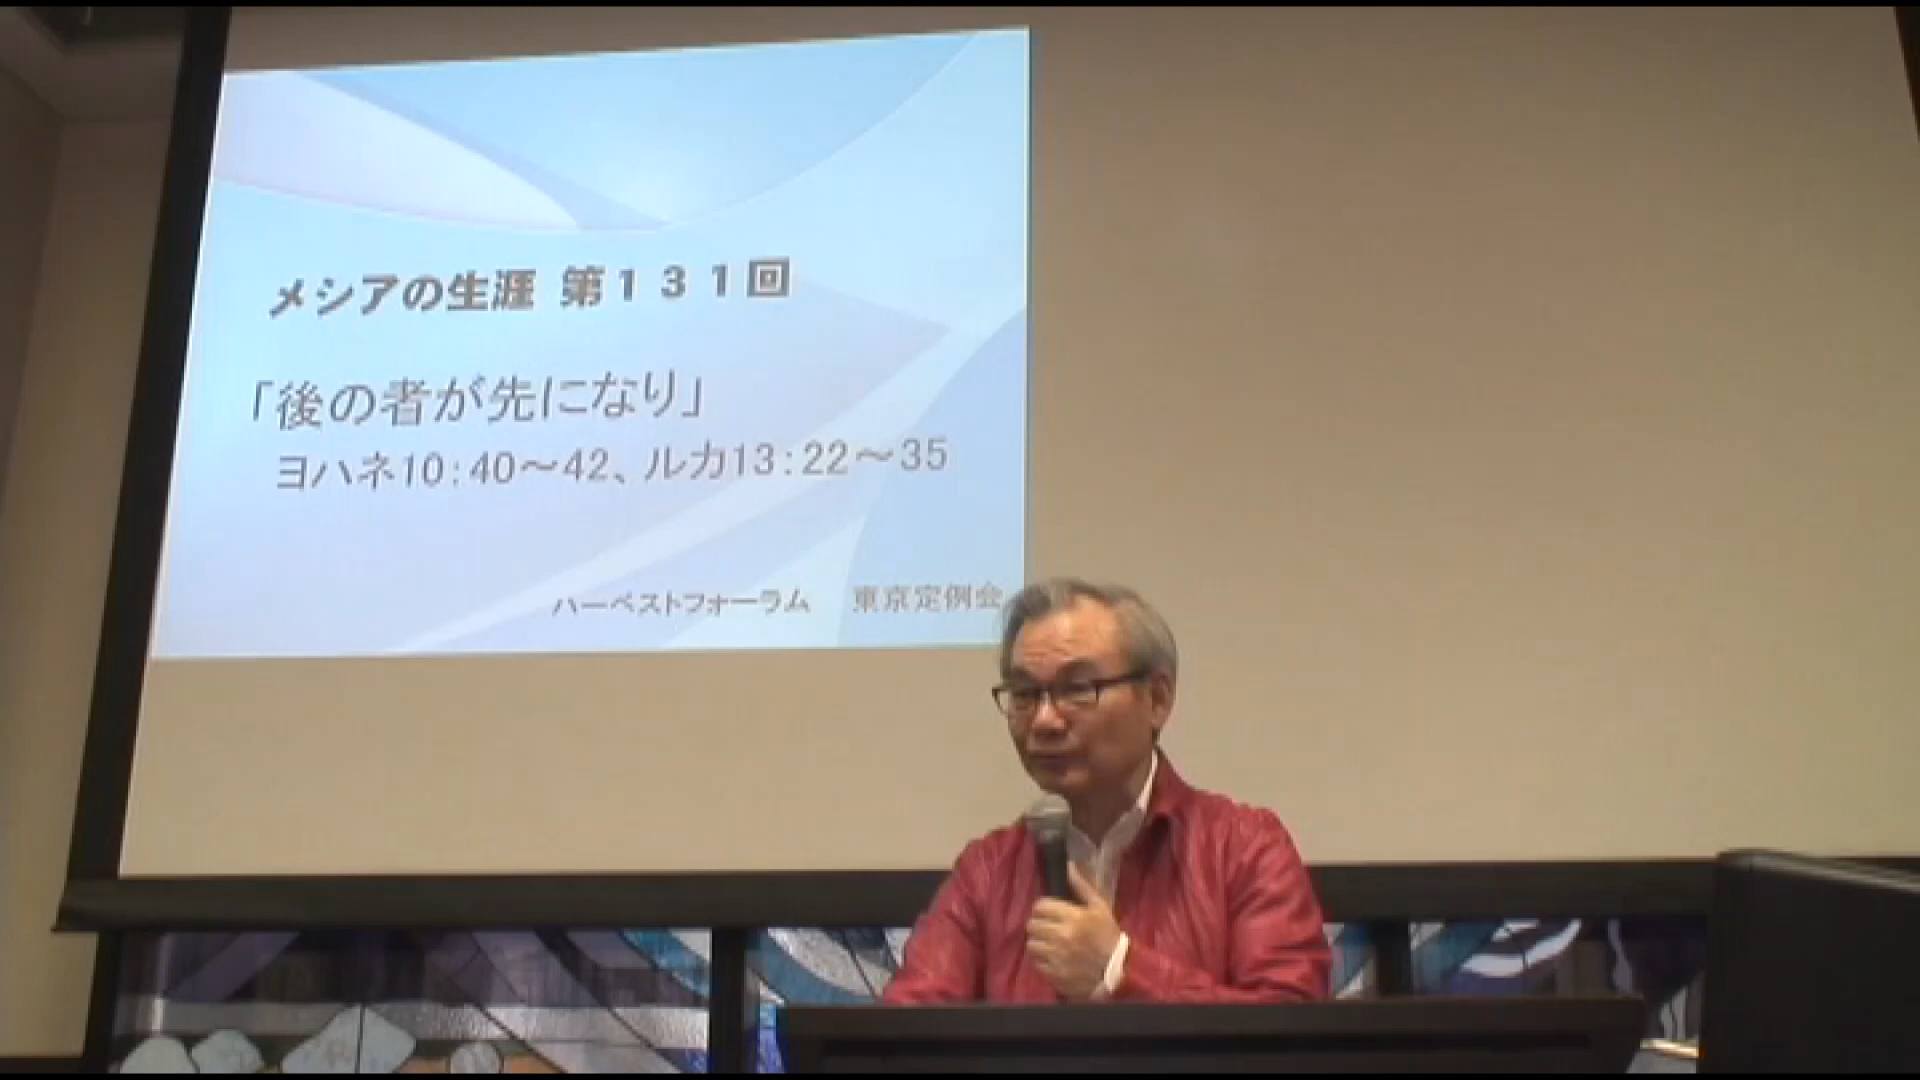 メシアの生涯 第１３１回
「後の者が先になり」
ヨハネ10：40～42、ルカ13：22～35
ハーベストフォーラム　東京定例会